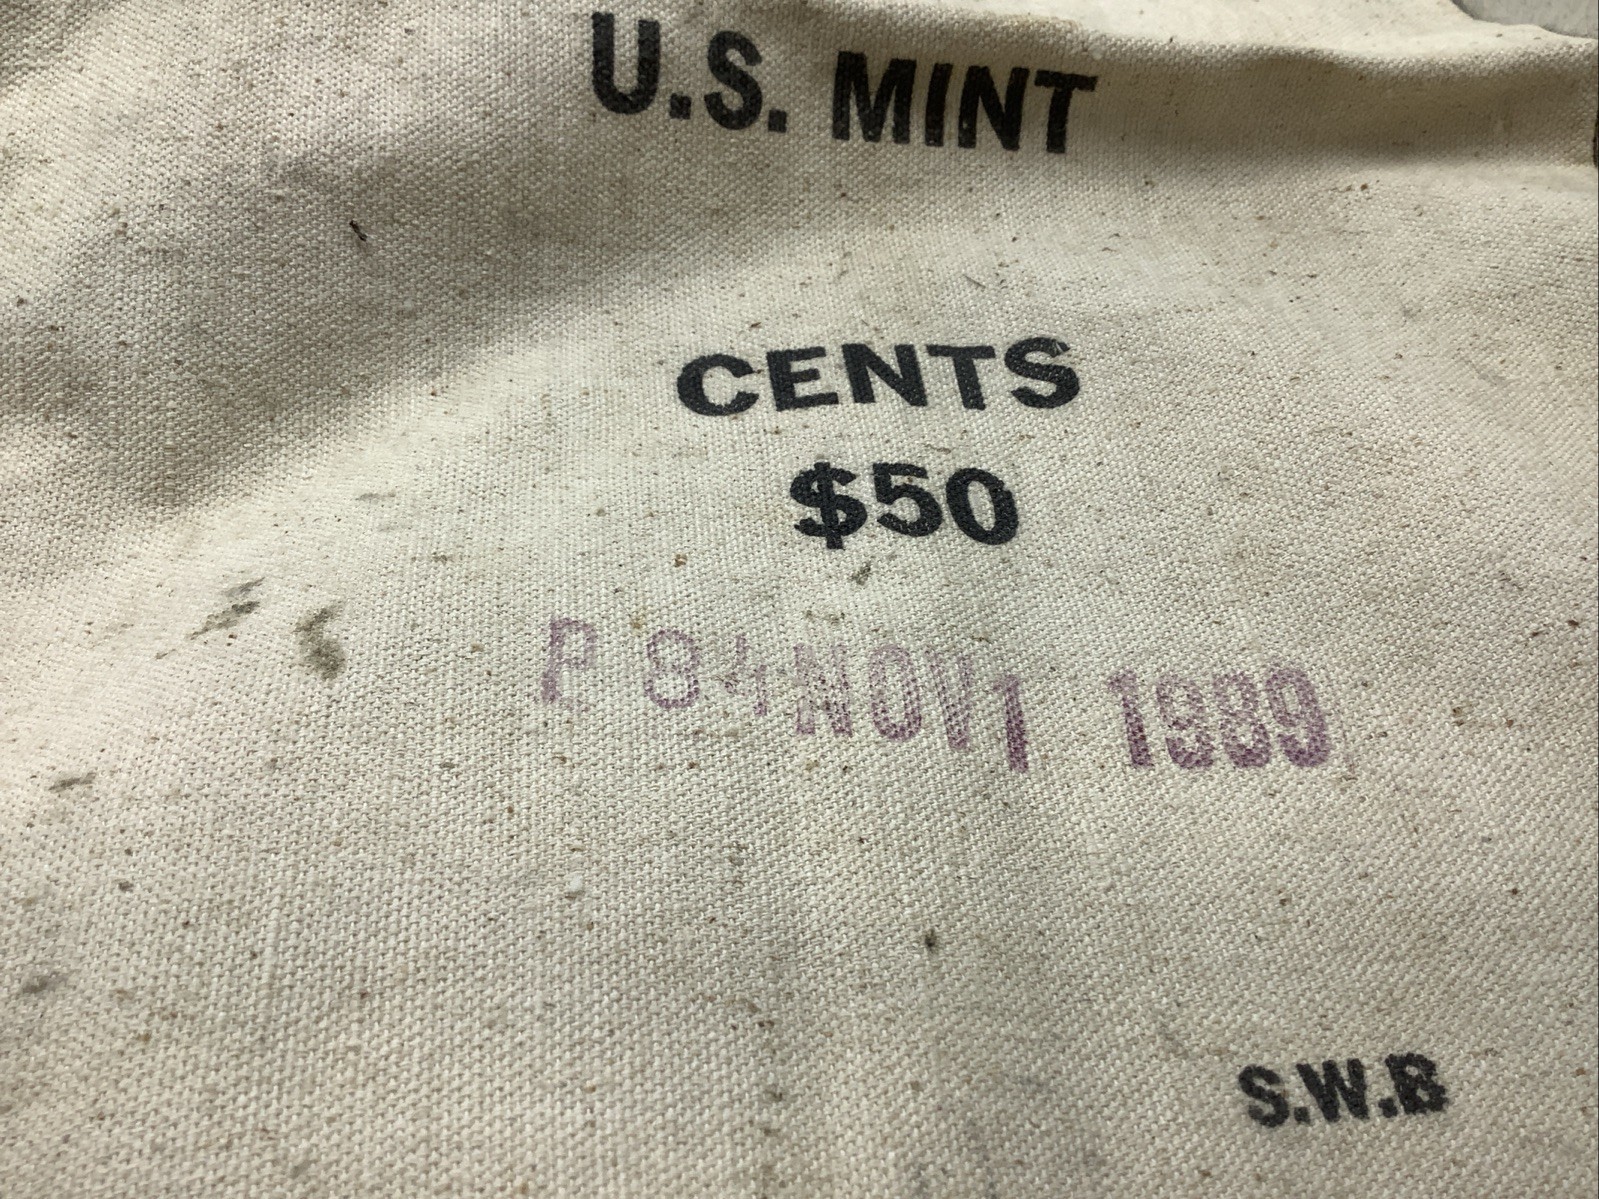 U.S. MINT
CENTS
$50
P 84 NOV 1 1989
S.W.B